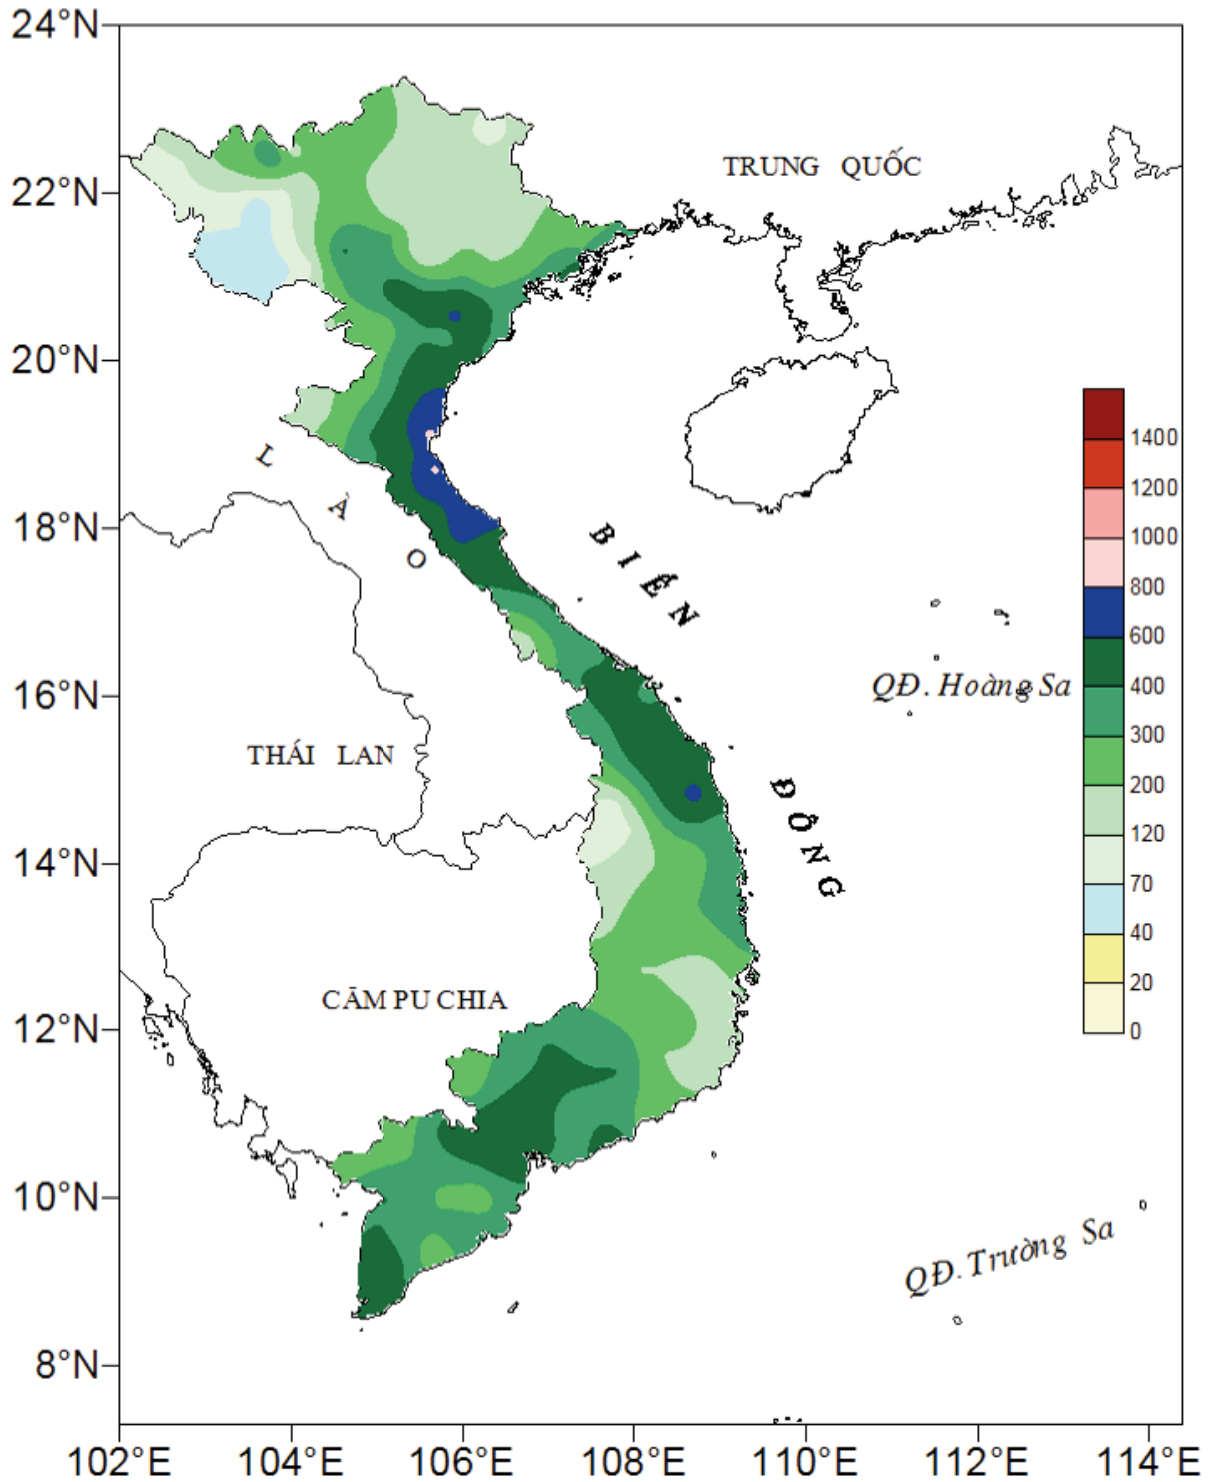 24°N
TRUNG QUỐC
22°N
20°N
L
À
O
18°N
BIỂN
16°N
QĐ. Hoàng Sa
THÁI LAN
ĐÔNG
14°N
CĂM PU CHIA
12°N
10°N
QĐ. Trường Sa
8°N
1400
1200
1000
800
600
400
300
200
120
70
40
20
0
102°E 104°E 106°E 108°E 110°E 112°E 114°E